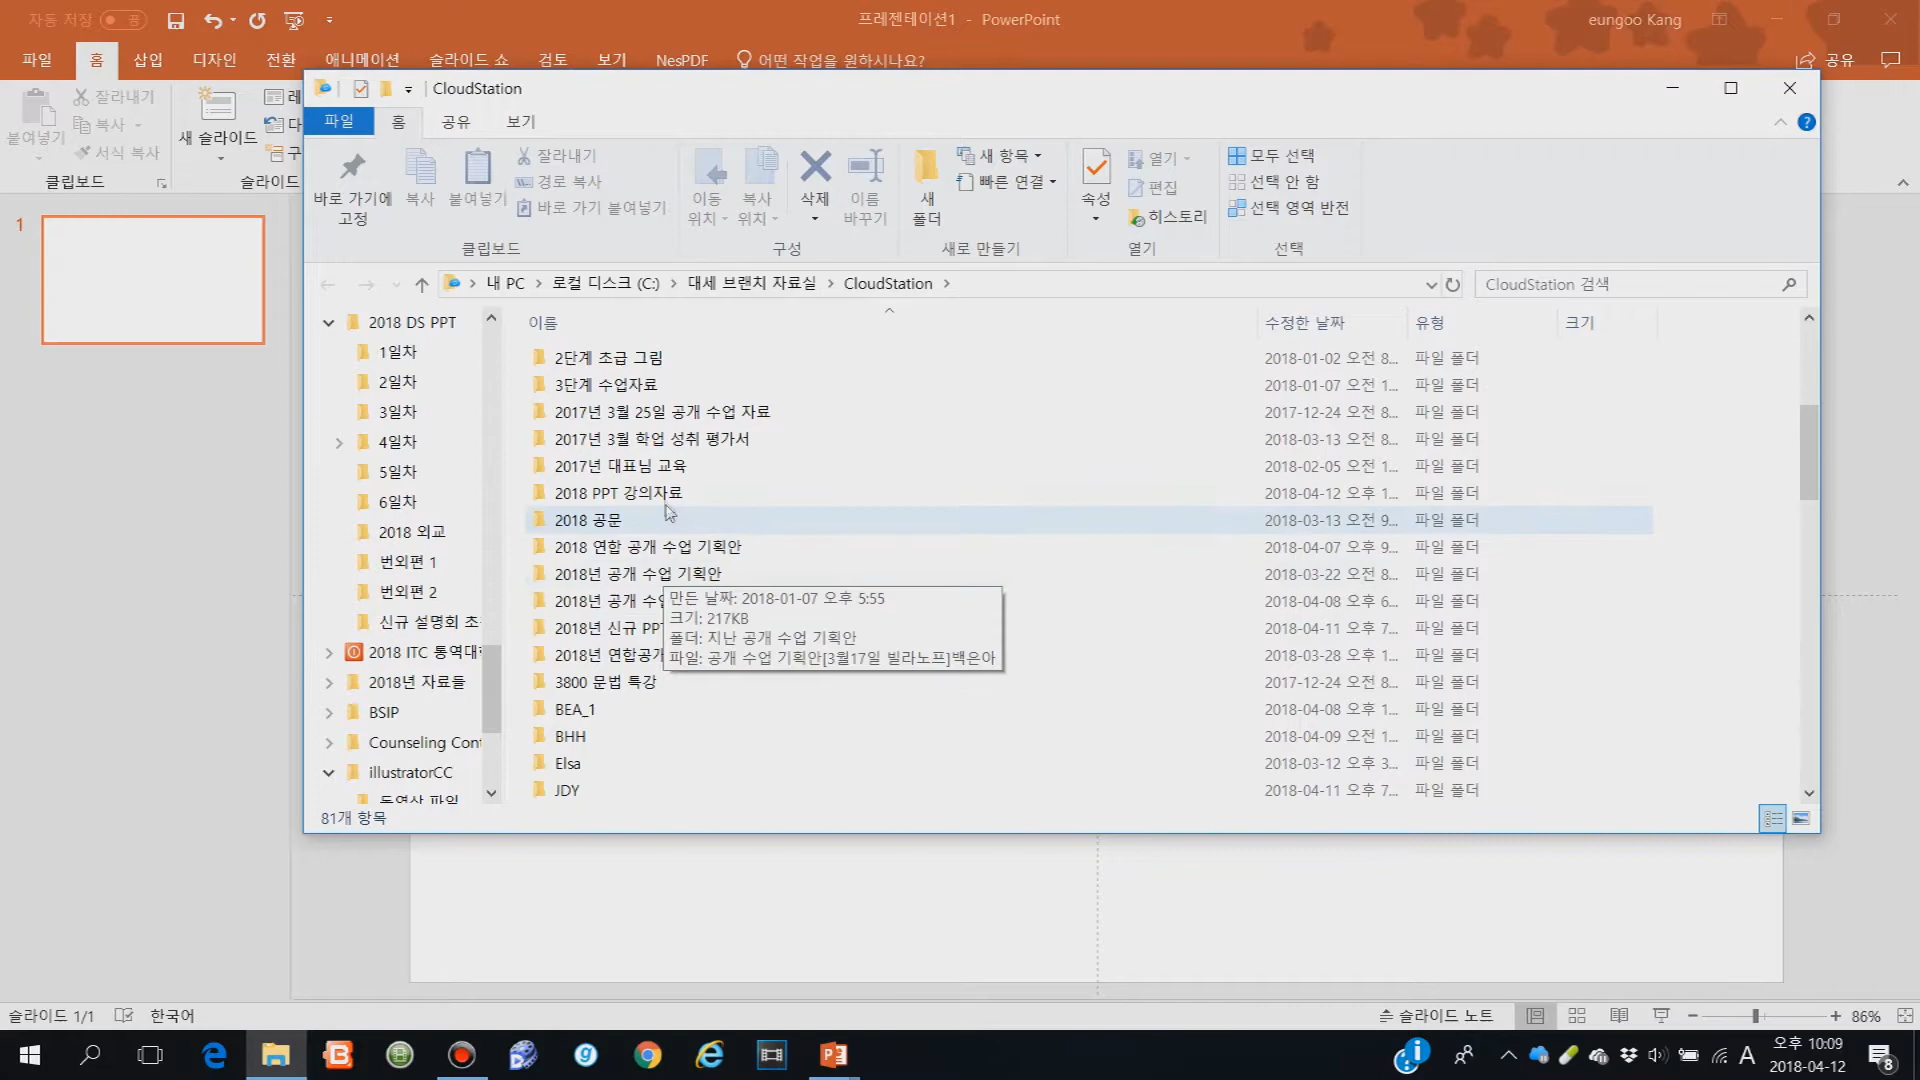 자동 저장 끔
프레젠테이션1 - PowerPoint
eungoo Kang
파일 홈 삽입 디자인 전환 애니메이션 슬라이드 쇼 검토 보기 NesPDF 어떤 작업을 원하시나요? 공유
붙여넣기
잘라내기
복사
서식 복사
클립보드
새 슬라이드
레
다
구
슬라이드
1
CloudStation
파일 홈 공유 보기
바로 가기에
고정
복사
붙여넣기
잘라내기
경로 복사
바로 가기 붙여넣기
클립보드
이동
위치
복사
위치
삭제
이름
바꾸기
구성
새
폴더
새 항목
빠른 연결
새로 만들기
속성
열기
편집
히스토리
열기
모두 선택
선택 안 함
선택 영역 반전
선택
내 PC > 로컬 디스크 (C:) > 대세 브랜치 자료실 > CloudStation >
CloudStation 검색
2018 DS PPT
1일차
2일차
3일차
4일차
5일차
6일차
2018 외교
번외편 1
번외편 2
신규 설명회 초
2018 ITC 통역대
2018년 자료들
BSIP
Counseling Cont
illustratorCC
동영상 파일
이름 수정한 날짜 유형 크기
2단계 초급 그림 2018-01-02 오전 8... 파일 폴더
3단계 수업자료 2018-01-07 오전 1... 파일 폴더
2017년 3월 25일 공개 수업 자료 2017-12-24 오전 8... 파일 폴더
2017년 3월 학업 성취 평가서 2018-03-13 오전 8... 파일 폴더
2017년 대표님 교육 2018-02-05 오전 1... 파일 폴더
2018 PPT 강의자료 2018-04-12 오후 1... 파일 폴더
2018 공문 2018-03-13 오전 9... 파일 폴더
2018 연합 공개 수업 기획안 2018-04-07 오후 9... 파일 폴더
2018년 공개 수업 기획안 2018-03-22 오전 8... 파일 폴더
2018년 공개 수업 2018-04-08 오후 6... 파일 폴더
2018년 신규 PPT 2018-04-11 오후 7... 파일 폴더
2018년 연합공개 2018-03-28 오전 1... 파일 폴더
3800 문법 특강 2017-12-24 오전 8... 파일 폴더
BEA_1 2018-04-08 오후 1... 파일 폴더
BHH 2018-04-09 오전 1... 파일 폴더
Elsa 2018-03-12 오후 3... 파일 폴더
JDY 2018-04-11 오후 7... 파일 폴더
만든 날짜: 2018-01-07 오후 5:55
크기: 217KB
폴더: 지난 공개 수업 기획안
파일: 공개 수업 기획안[3월17일 빌라노프]백은아
81개 항목
슬라이드 1/1 한국어
슬라이드 노트
86%
A
오후 10:09
2018-04-12
8